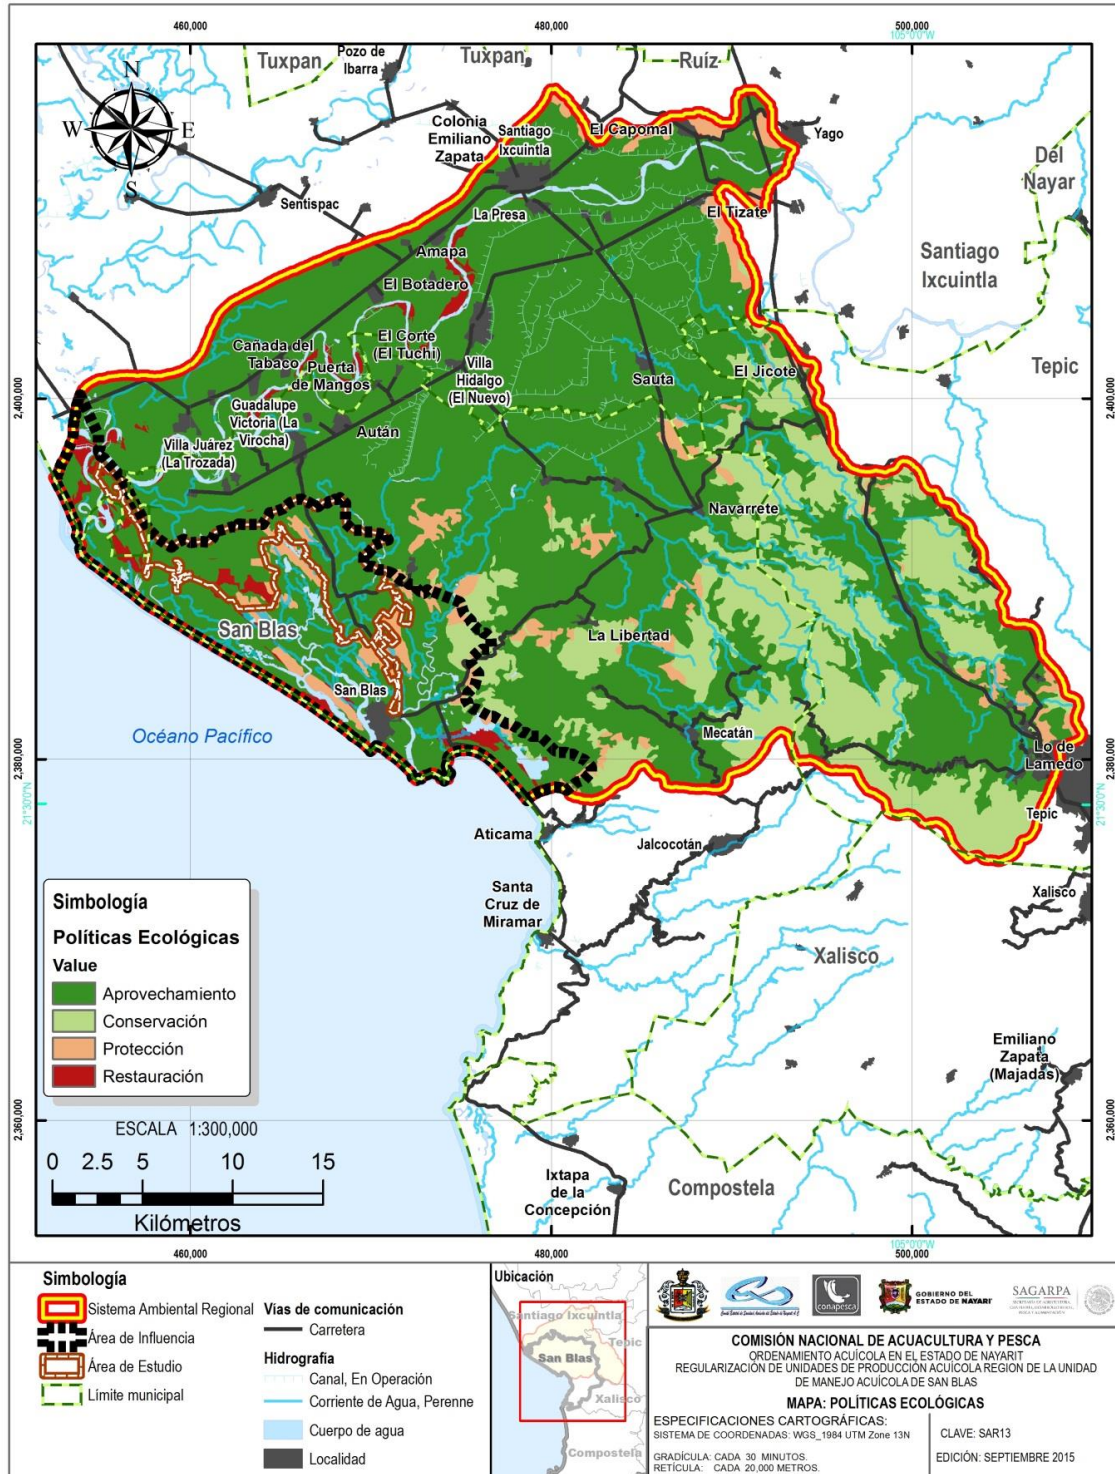 460,000
480,000
500,000
105°0'0"W
Tuxpan
Pozo de
Ibarra
Tuxpan
Ruíz
N
W
E
S
Colonia
Emiliano
Zapata
Santiago
Ixcuintla
El Capomal
Yago
Del
Nayar
Sentispac
La Presa
El Tizate
Amapa
Santiago
Ixcuintla
El Botadero
Cañada del
Tabaco
El Corte
(El Tuchi)
Puerta
de Mangos
Villa
Hidalgo
(El Nuevo)
Sauta
El Jicote
Tepic
2,400,000
2,400,000
Guadalupe
Victoria (La
Virocha)
Aután
Villa Juárez
(La Trozada)
Navarrete
San Blas
La Libertad
San Blas
Océano Pacífico
Mecatán
Lo de
Lamedo
2,380,000
2,380,000
21°30'0"N
21°30'0"N
Tepic
Aticama
Jalcocotán
Santa
Cruz de
Miramar
Xalisco
Xalisco
Emiliano
Zapata
(Majadas)
Simbología
Políticas Ecológicas
Value
Aprovechamiento
Conservación
Protección
Restauración
2,360,000
2,360,000
ESCALA 1:300,000
0 2.5 5 10 15
Kilómetros
Ixtapa
de la
Concepción
Compostela
460,000
480,000
500,000
105°0'0"W
Simbología
Sistema Ambiental Regional
Área de Influencia
Área de Estudio
Límite municipal
Vías de comunicación
Carretera
Hidrografía
Canal, En Operación
Corriente de Agua, Perenne
Cuerpo de agua
Localidad
Ubicación
Santiago Ixcuintla
Tepic
San Blas
Xalisco
Compostela
conapesca
GOBIERNO DEL
ESTADO DE NAYARIT
SAGARPA
COMISIÓN NACIONAL DE ACUACULTURA Y PESCA
ORDENAMIENTO ACUÍCOLA EN EL ESTADO DE NAYARIT
REGULARIZACIÓN DE UNIDADES DE PRODUCCIÓN ACUÍCOLA REGION DE LA UNIDAD
DE MANEJO ACUÍCOLA DE SAN BLAS
MAPA: POLÍTICAS ECOLÓGICAS
ESPECIFICACIONES CARTOGRÁFICAS:
SISTEMA DE COORDENADAS: WGS_1984 UTM Zone 13N
GRADÍCULA: CADA 30 MINUTOS.
RETÍCULA: CADA 20,000 METROS.
CLAVE: SAR13
EDICIÓN: SEPTIEMBRE 2015